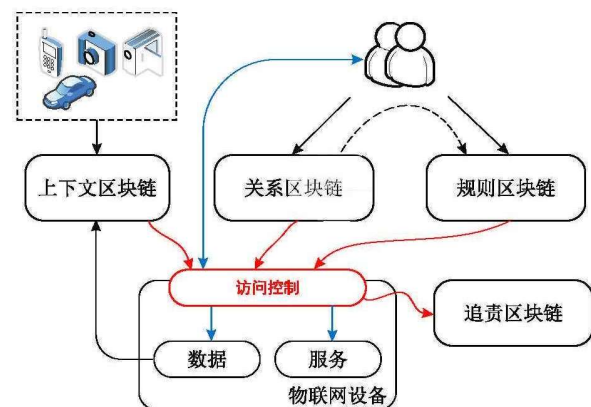 上下文区块链
关系区块链
规则区块链
访问控制
追责区块链
数据
服务
物联网设备